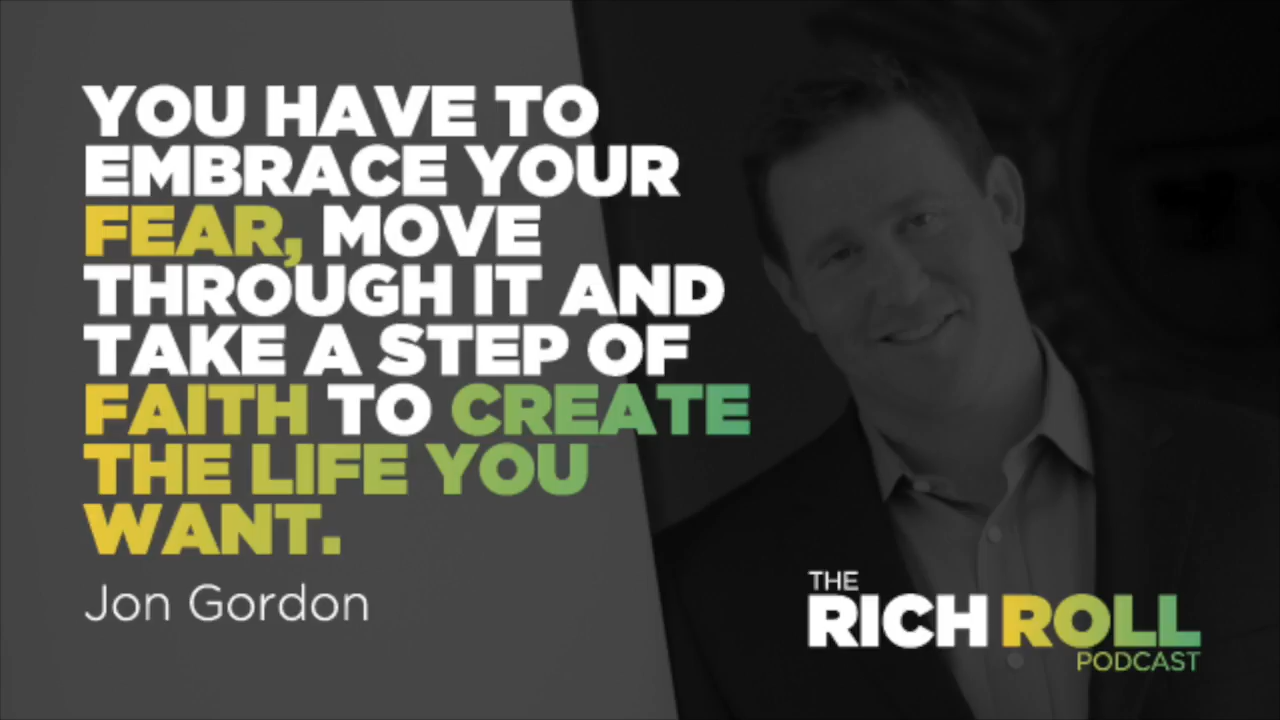 YOU HAVE TO
EMBRACE YOUR
FEAR, MOVE
THROUGH IT AND
TAKE A STEP OF
FAITH TO CREATE
THE LIFE YOU
WANT.
Jon Gordon
THE
RICH ROLL
PODCAST